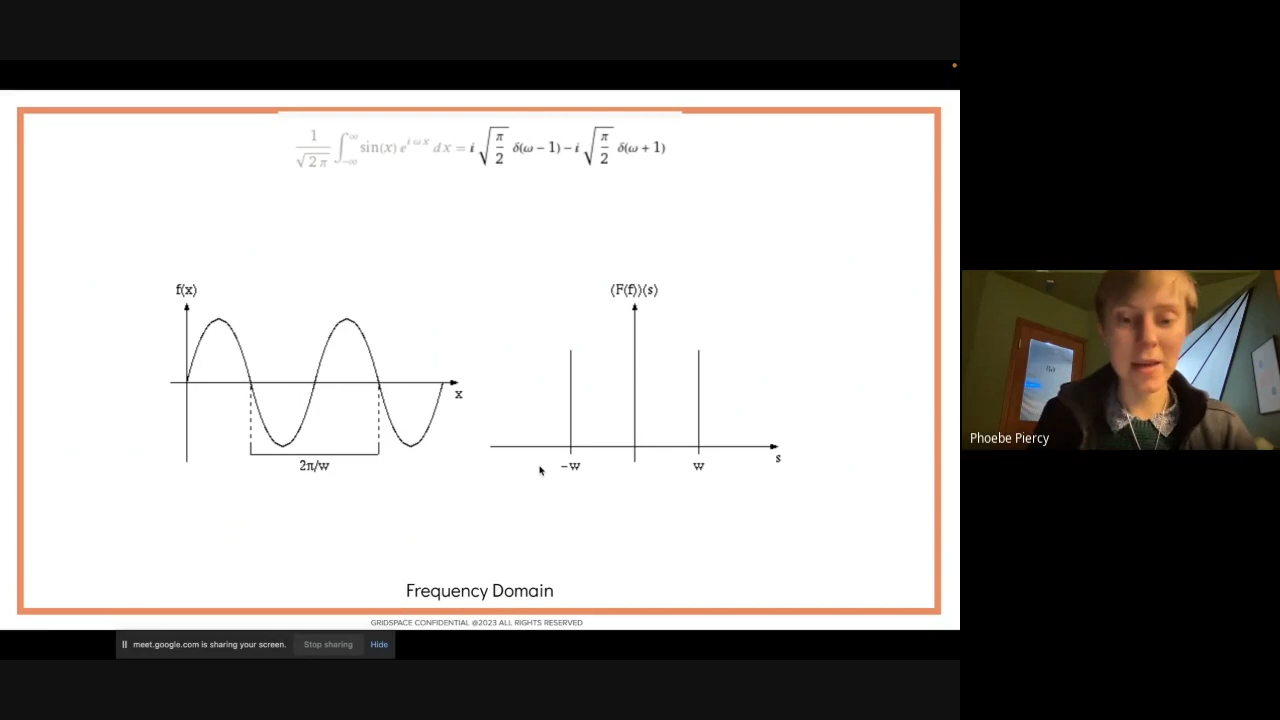 1/√(2π) ∫_{-∞}^{∞} sin(x) e^{i ω x} dx = i √(π/2) δ(ω − 1) − i √(π/2) δ(ω + 1)
f(x)
(F(f))(s)
x
2π/w
−w
w
s
Phoebe Piercy
Frequency Domain
GRIDSPACE CONFIDENTIAL @2023 ALL RIGHTS RESERVED
meet.google.com is sharing your screen. Stop sharing Hide